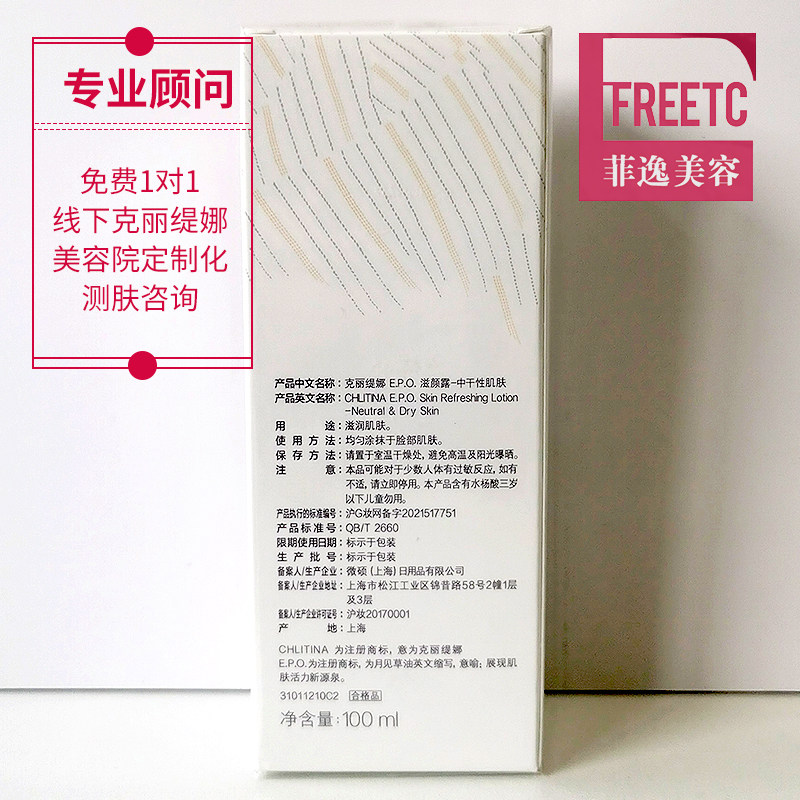 专业顾问
免费1对1
线下克丽缇娜
美容院定制化
测肤咨询
FREETC
菲逸美容
产品中文名称：克丽缇娜 E.P.O. 滋颜露-中干性肌肤
产品英文名称：CHLITINA E.P.O. Skin Refreshing Lotion
-Neutral & Dry Skin
用途：滋润肌肤。
使用方法：均匀涂抹于脸部肌肤。
保存方法：请置于室温干燥处，避免高温及阳光曝晒。
注意：本品可能对于少数人体有过敏反应，如有
不适，请立即停用。本产品含有水杨酸三岁
以下儿童勿用。
产品执行的标准编号：沪G妆网备字2021517751
产品标准号：QB/T 2660
限期使用日期：标示于包装
生产批号：标示于包装
备案人/生产企业：微硕（上海）日用品有限公司
备案人/生产企业地址：上海市松江工业区锦昔路58号2幢1层
及3层
备案人/生产企业许可证号：沪妆20170001
产地：上海
CHLITINA 为注册商标，意为克丽缇娜
E.P.O.为注册商标，为月见草油英文缩写，意喻：展现肌
肤活力新源泉。
31011210C2 合格品
净含量：100 ml